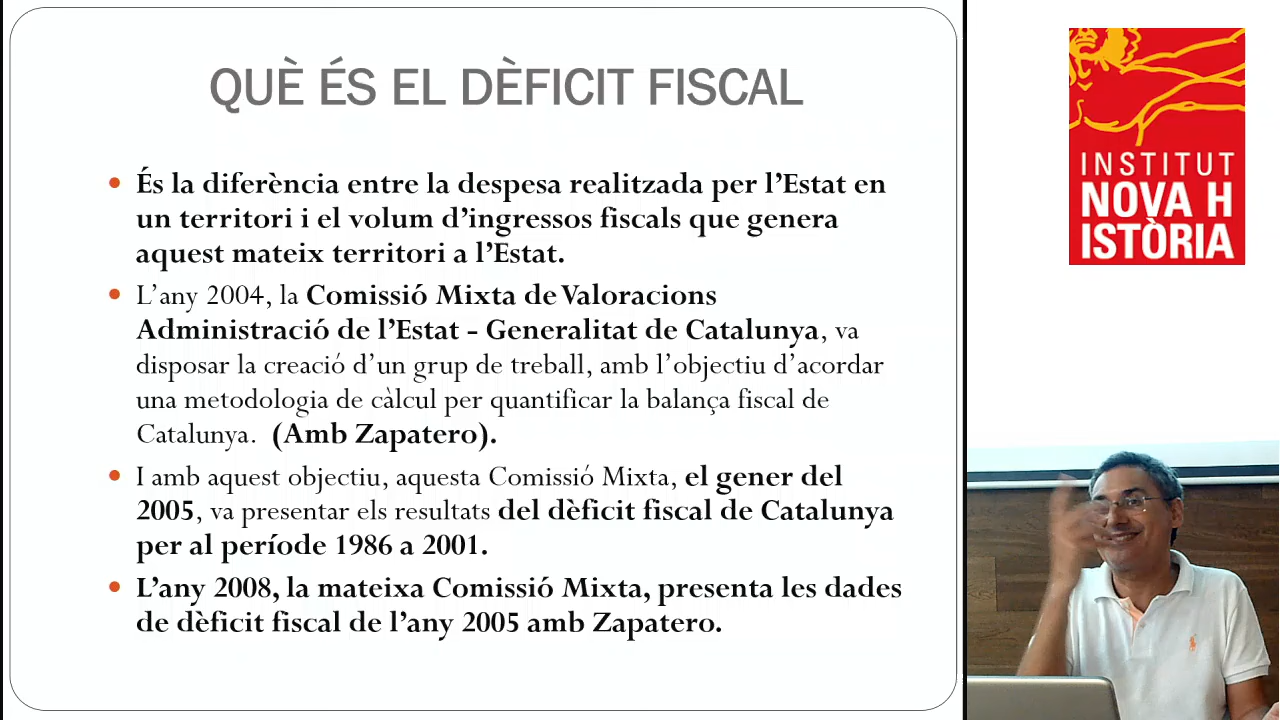 QUÈ ÉS EL DÈFICIT FISCAL
És la diferència entre la despesa realitzada per l’Estat en
un territori i el volum d’ingressos fiscals que genera
aquest mateix territori a l’Estat.
L’any 2004, la Comissió Mixta de Valoracions
Administració de l’Estat - Generalitat de Catalunya, va
disposar la creació d’un grup de treball, amb l’objectiu d’acordar
una metodologia de càlcul per quantificar la balança fiscal de
Catalunya. (Amb Zapatero).
I amb aquest objectiu, aquesta Comissió Mixta, el gener del
2005, va presentar els resultats del dèficit fiscal de Catalunya
per al període 1986 a 2001.
L’any 2008, la mateixa Comissió Mixta, presenta les dades
de dèficit fiscal de l’any 2005 amb Zapatero.
INSTITUT
NOVA H
ISTÒRIA